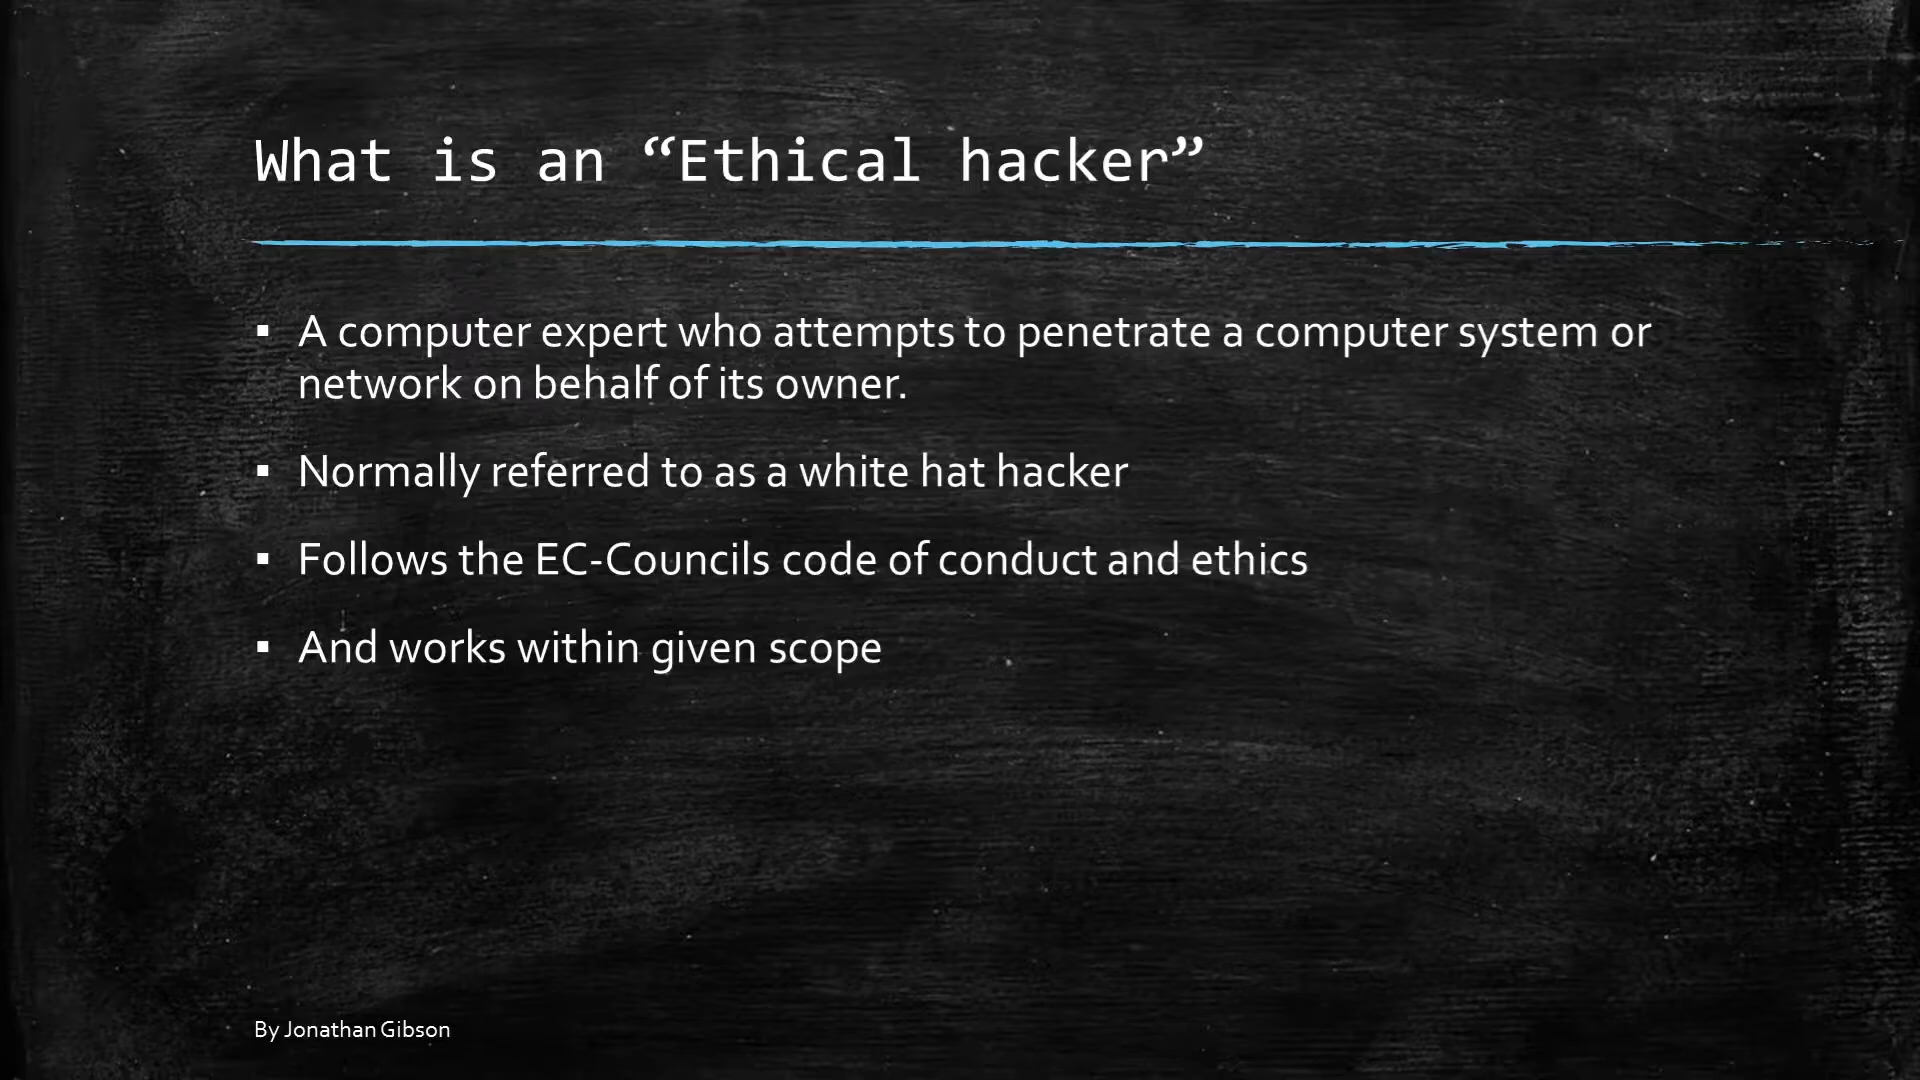 What is an “Ethical hacker”
▪ A computer expert who attempts to penetrate a computer system or
network on behalf of its owner.
▪ Normally referred to as a white hat hacker
▪ Follows the EC-Councils code of conduct and ethics
▪ And works within given scope
By Jonathan Gibson